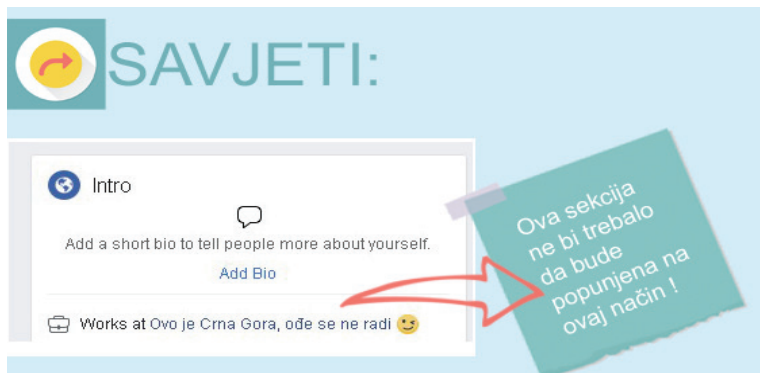 SAVJETI:
Intro
Add a short bio to tell people more about yourself.
Add Bio
Works at Ovo je Crna Gora, ođe se ne radi 😉
Ova sekcija
ne bi trebalo
da bude
popunjena na
ovaj način !